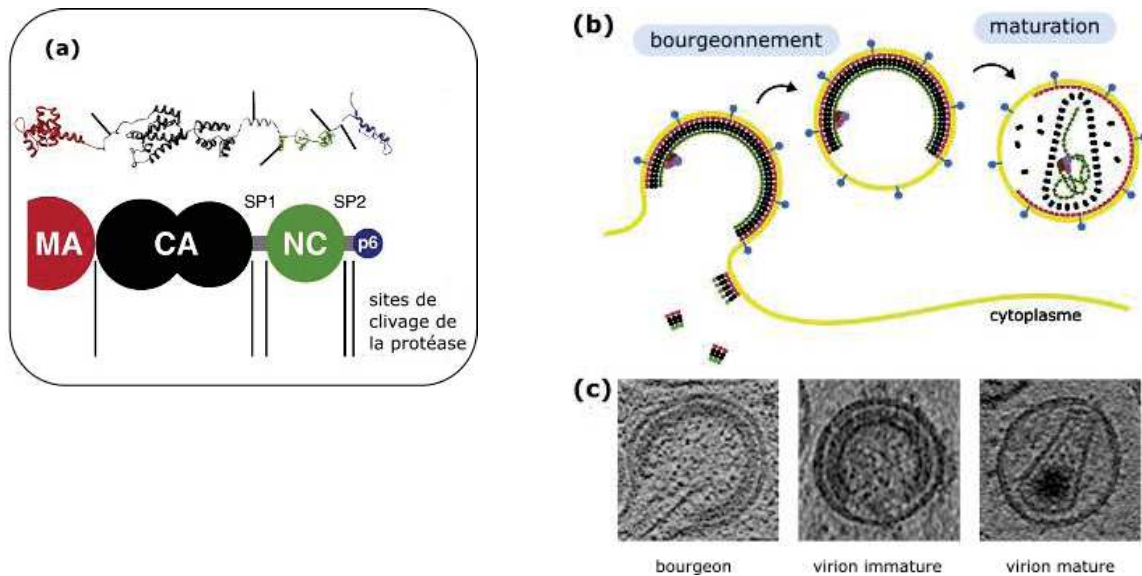 (a)
SP1
SP2
MA
CA
NC
p6
sites de
clivage de
la protéase
(b)
bourgeonnement
maturation
cytoplasme
(c)
bourgeon
virion immature
virion mature